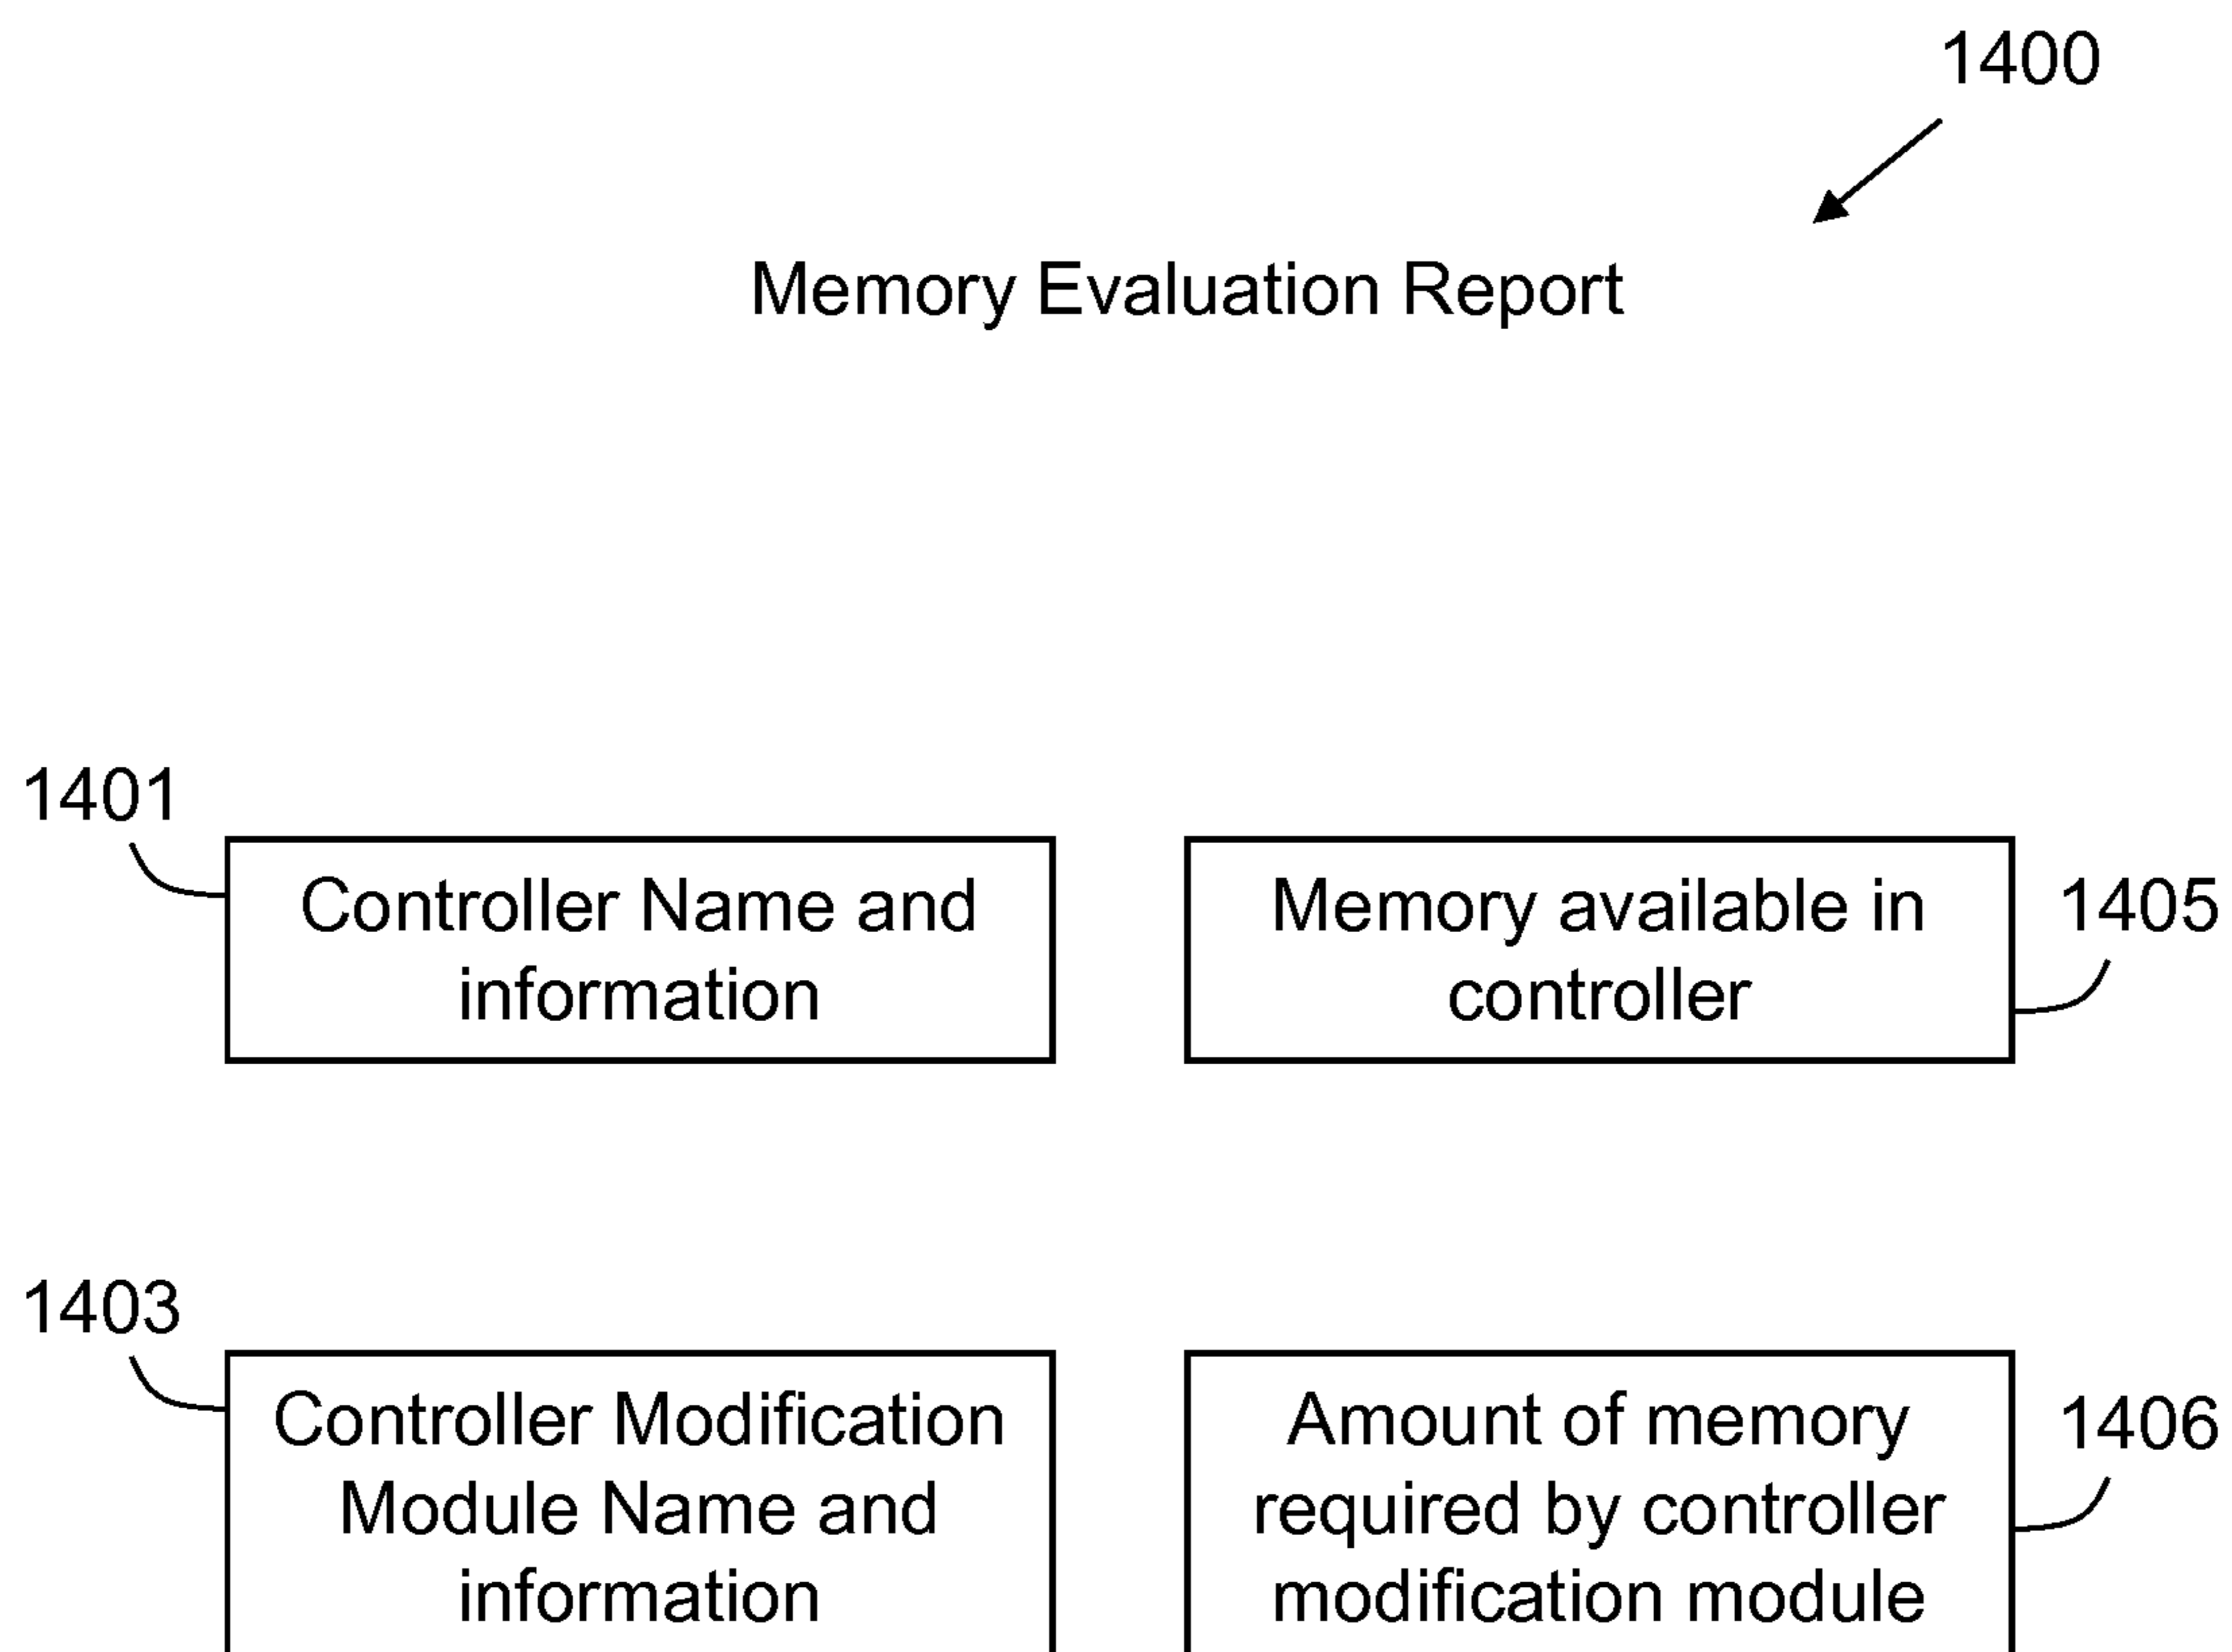 1400
Memory Evaluation Report
1401
Controller Name and
information
Memory available in
controller
1405
1403
Controller Modification
Module Name and
information
Amount of memory
required by controller
modification module
1406